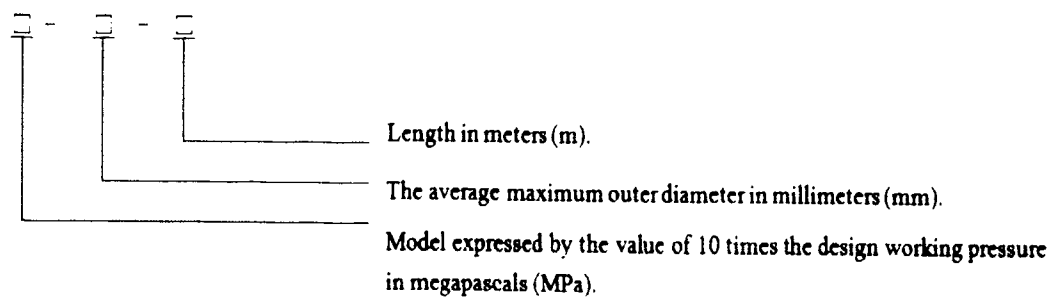 □ - □ - □
Length in meters (m).
The average maximum outer diameter in millimeters (mm).
Model expressed by the value of 10 times the design working pressure
in megapascals (MPa).